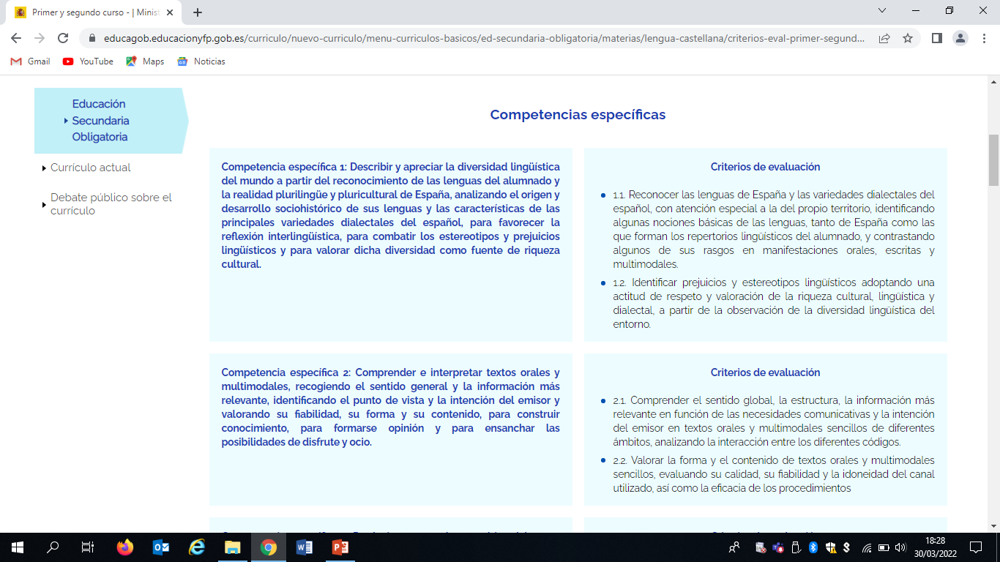 Primer y segundo curso - | Minist
educagob.educacionyfp.gob.es/curriculo/nuevo-curriculo/menu-curriculos-basicos/ed-secundaria-obligatoria/materias/lengua-castellana/criterios-eval-primer-segund...
Gmail YouTube Maps Noticias
Educación
Secundaria
Obligatoria
Currículo actual
Debate público sobre el
currículo
Competencias específicas
Competencia específica 1: Describir y apreciar la diversidad lingüística
del mundo a partir del reconocimiento de las lenguas del alumnado y
la realidad plurilingüe y pluricultural de España, analizando el origen y
desarrollo sociohistórico de sus lenguas y las características de las
principales variedades dialectales del español, para favorecer la
reflexión interlingüística, para combatir los estereotipos y prejuicios
lingüísticos y para valorar dicha diversidad como fuente de riqueza
cultural.
Criterios de evaluación
1.1. Reconocer las lenguas de España y las variedades dialectales del
español, con atención especial a la del propio territorio, identificando
algunas nociones básicas de las lenguas, tanto de España como las
que forman los repertorios lingüísticos del alumnado, y contrastando
algunos de sus rasgos en manifestaciones orales, escritas y
multimodales.
1.2. Identificar prejuicios y estereotipos lingüísticos adoptando una
actitud de respeto y valoración de la riqueza cultural, lingüística y
dialectal, a partir de la observación de la diversidad lingüística del
entorno.
Competencia específica 2: Comprender e interpretar textos orales y
multimodales, recogiendo el sentido general y la información más
relevante, identificando el punto de vista y la intención del emisor y
valorando su fiabilidad, su forma y su contenido, para construir
conocimiento, para formarse opinión y para ensanchar las
posibilidades de disfrute y ocio.
Criterios de evaluación
2.1. Comprender el sentido global, la estructura, la información más
relevante en función de las necesidades comunicativas y la intención
del emisor en textos orales y multimodales sencillos de diferentes
ámbitos, analizando la interacción entre los diferentes códigos.
2.2. Valorar la forma y el contenido de textos orales y multimodales
sencillos, evaluando su calidad, su fiabilidad y la idoneidad del canal
utilizado, así como la eficacia de los procedimientos
18:28
30/03/2022